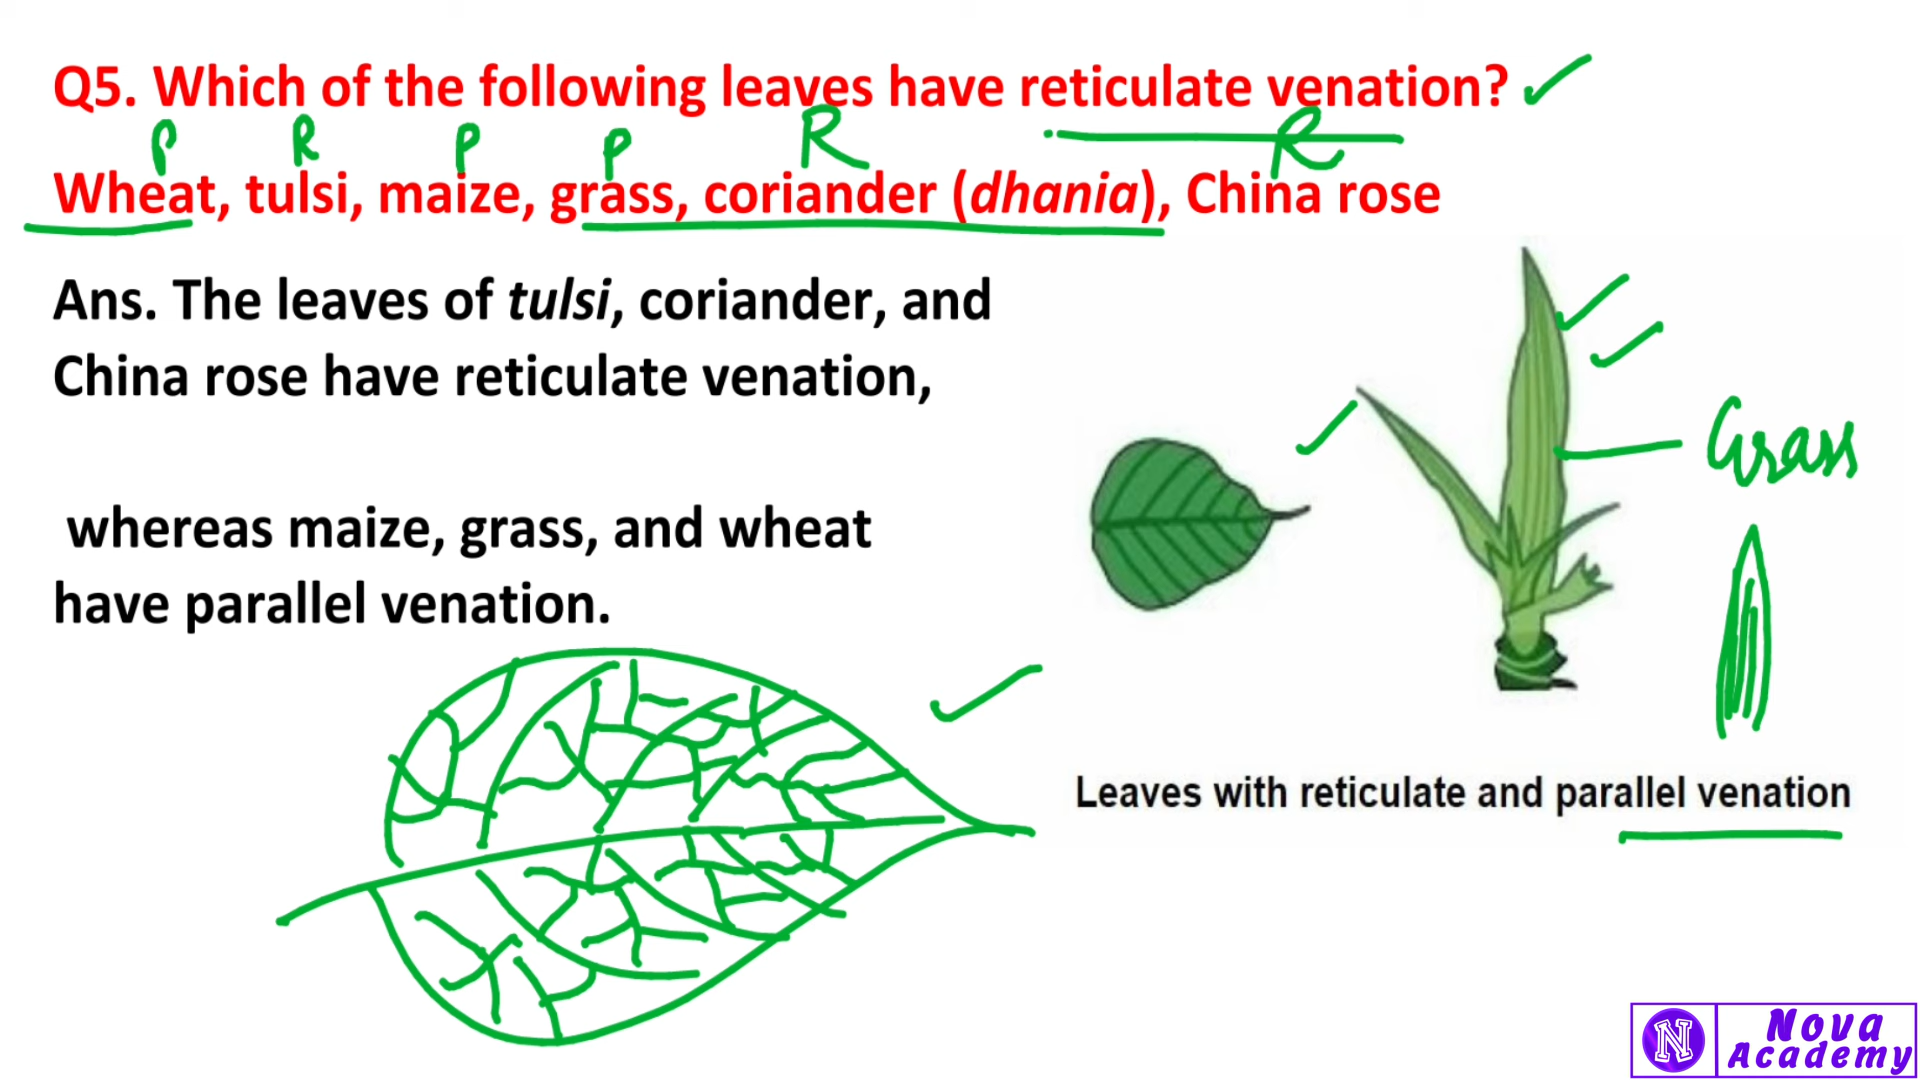 Q5. Which of the following leaves have reticulate venation?
P R P P R R
Wheat, tulsi, maize, grass, coriander (dhania), China rose
Ans. The leaves of tulsi, coriander, and
China rose have reticulate venation,
whereas maize, grass, and wheat
have parallel venation.
Grass
Leaves with reticulate and parallel venation
N
Nova
Academy